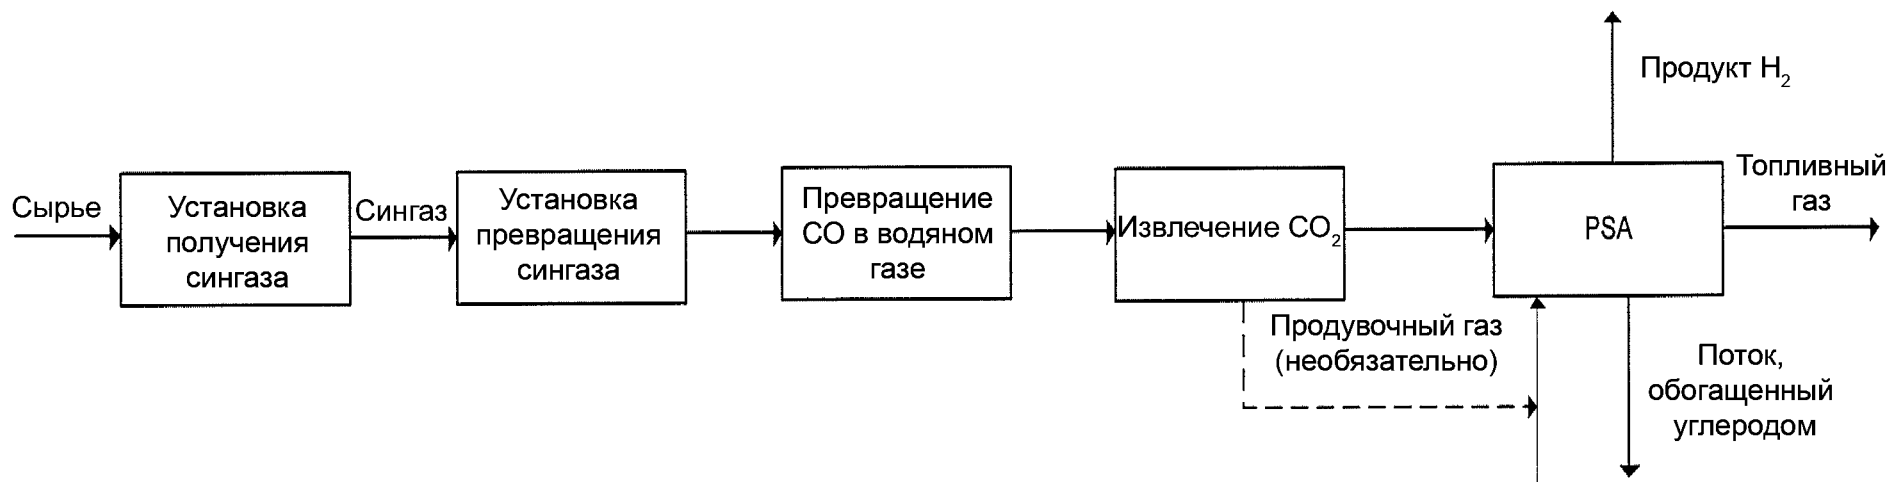 Сырье
Установка
получения
сингаза
Сингаз
Установка
превращения
сингаза
Превращение
СО в водяном
газе
Извлечение CO₂
Продувочный газ
(необязательно)
PSA
Продукт H₂
Топливный
газ
Поток,
обогащенный
углеродом